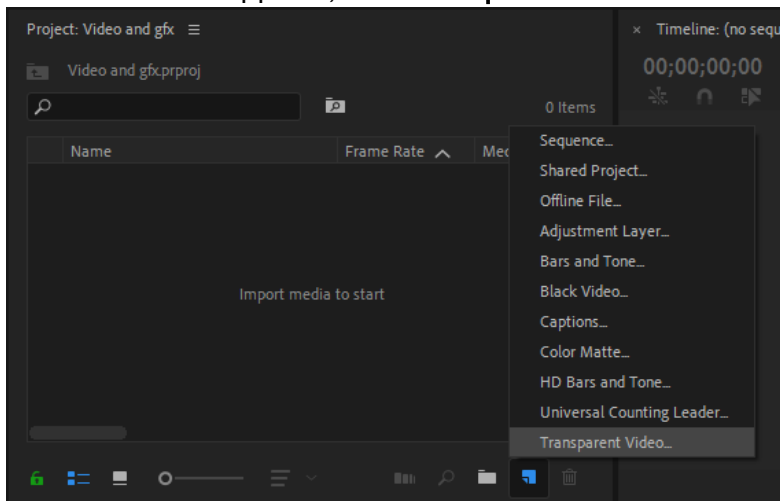 Project: Video and gfx
Timeline: (no sequ
Video and gfx.prproj
00;00;00;00
0 Items
Name
Frame Rate
Med
Import media to start
Sequence...
Shared Project...
Offline File...
Adjustment Layer...
Bars and Tone...
Black Video...
Captions...
Color Matte...
HD Bars and Tone...
Universal Counting Leader...
Transparent Video...